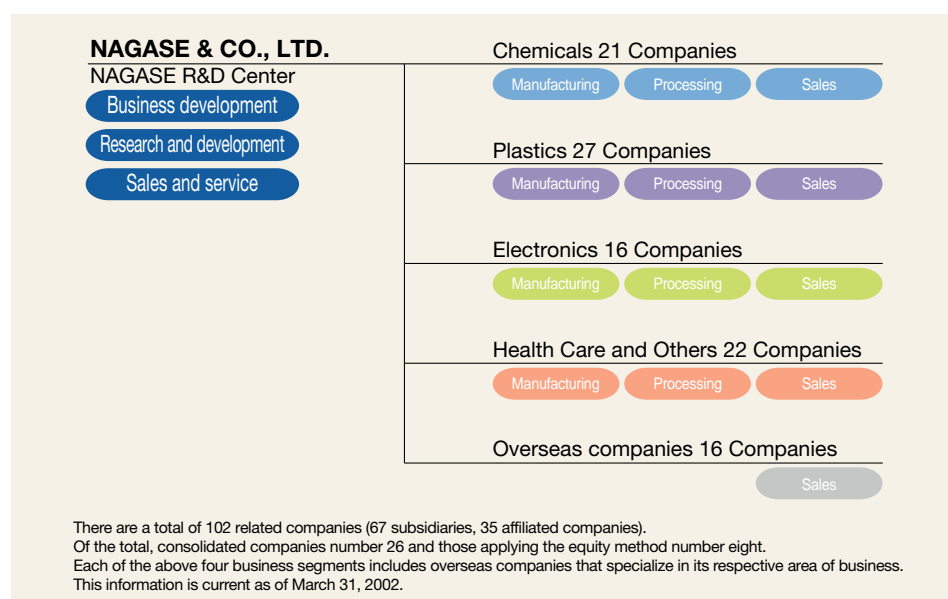 NAGASE & CO., LTD.
NAGASE R&D Center
Business development
Research and development
Sales and service
Chemicals 21 Companies
Manufacturing Processing Sales
Plastics 27 Companies
Manufacturing Processing Sales
Electronics 16 Companies
Manufacturing Processing Sales
Health Care and Others 22 Companies
Manufacturing Processing Sales
Overseas companies 16 Companies
Sales
There are a total of 102 related companies (67 subsidiaries, 35 affiliated companies).
Of the total, consolidated companies number 26 and those applying the equity method number eight.
Each of the above four business segments includes overseas companies that specialize in its respective area of business.
This information is current as of March 31, 2002.